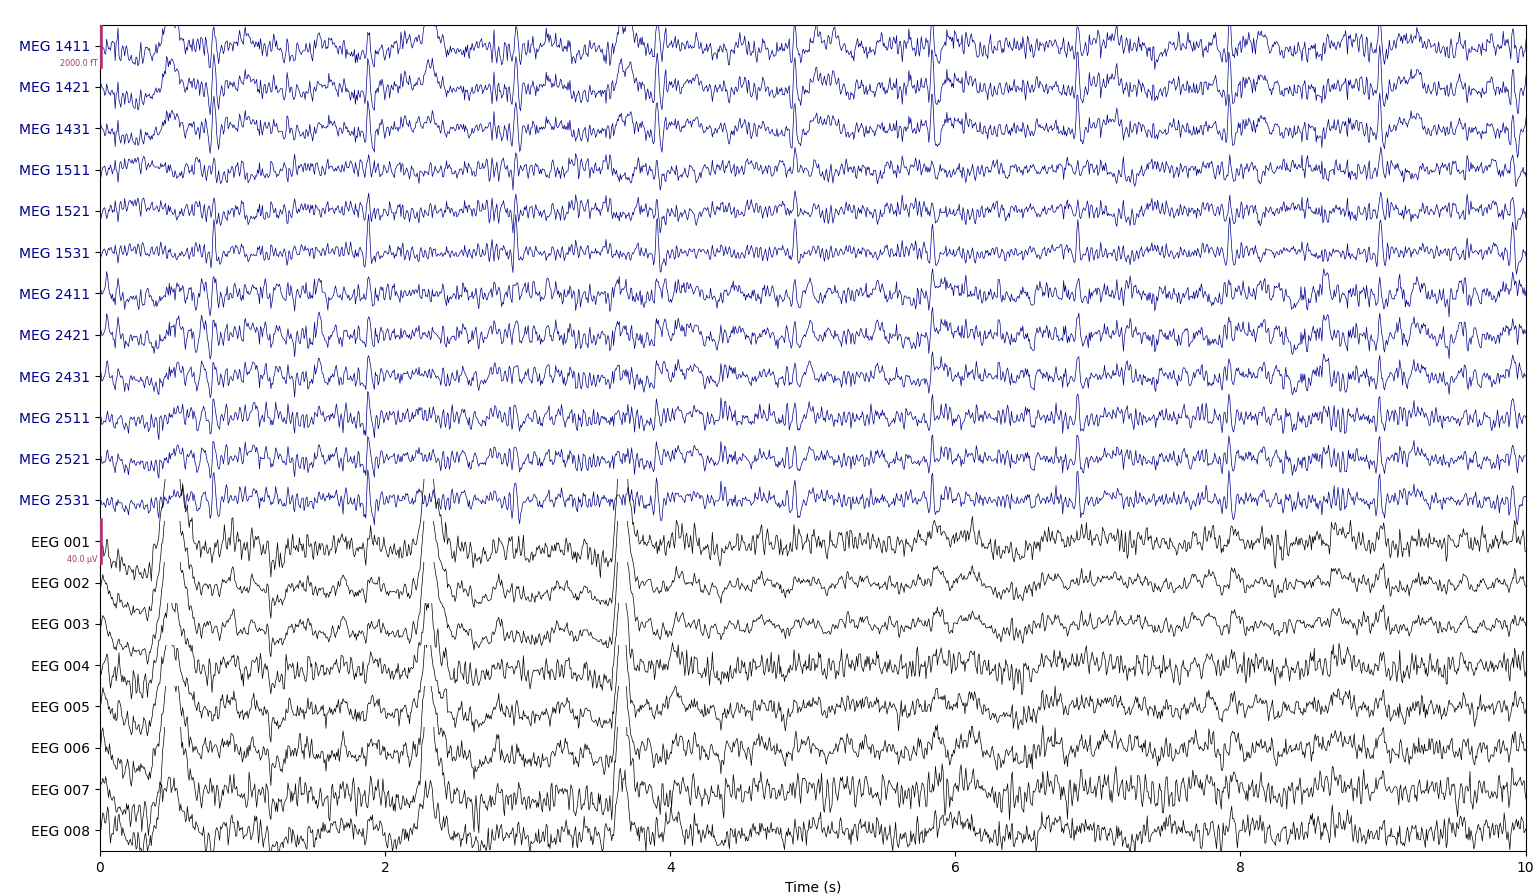 MEG 1411
2000.0 fT
MEG 1421
MEG 1431
MEG 1511
MEG 1521
MEG 1531
MEG 2411
MEG 2421
MEG 2431
MEG 2511
MEG 2521
MEG 2531
EEG 001
40.0 µV
EEG 002
EEG 003
EEG 004
EEG 005
EEG 006
EEG 007
EEG 008
0 2 4 6 8 10
Time (s)